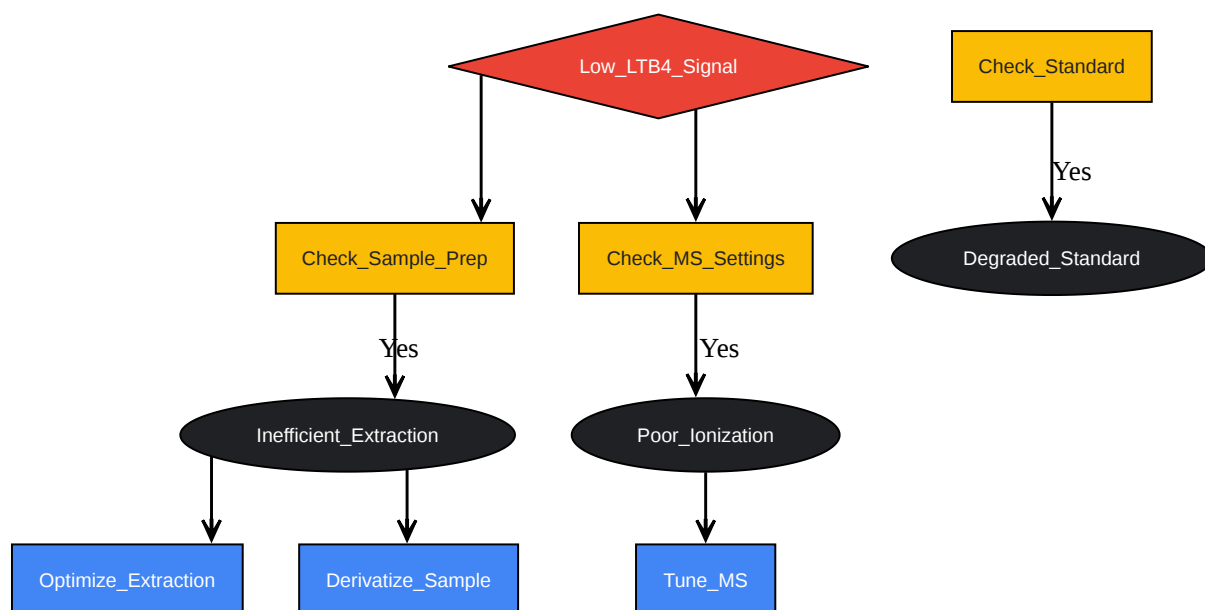 Low_LTB4_Signal
Check_Standard
Yes
Check_Sample_Prep
Check_MS_Settings
Degraded_Standard
Yes
Yes
Inefficient_Extraction
Poor_Ionization
Optimize_Extraction
Derivatize_Sample
Tune_MS